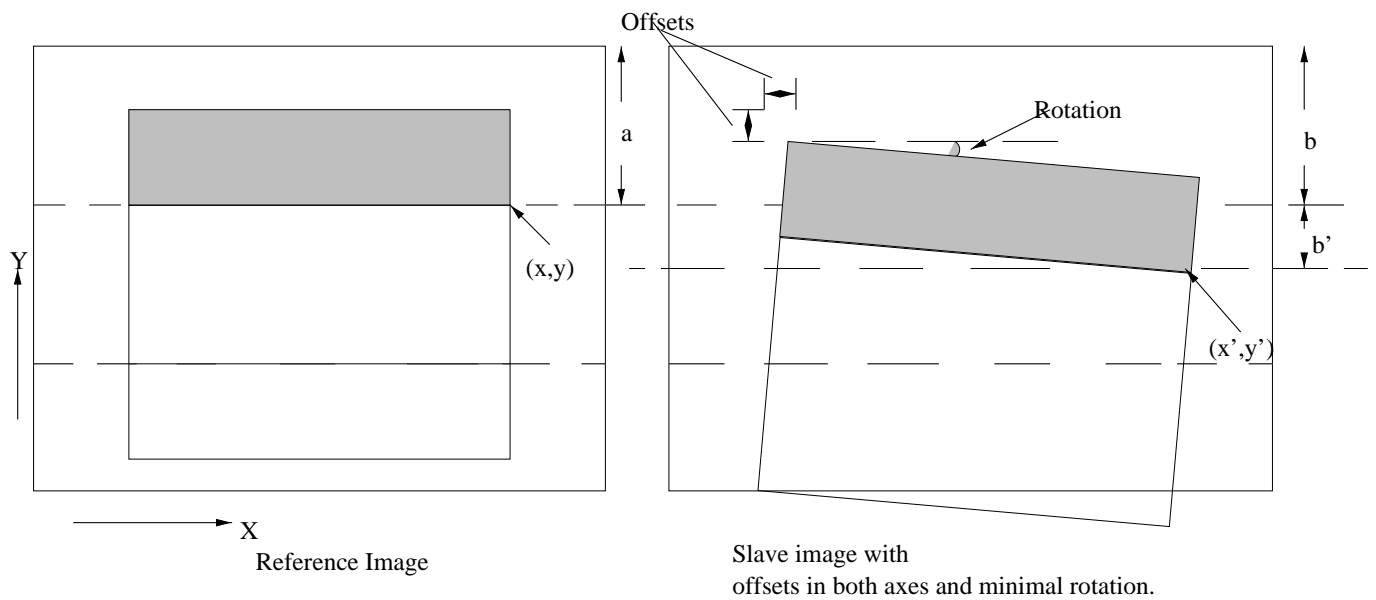 Offsets
a
Rotation
b
b’
Y
(x,y)
(x’,y’)
X
Reference Image
Slave image with
offsets in both axes and minimal rotation.